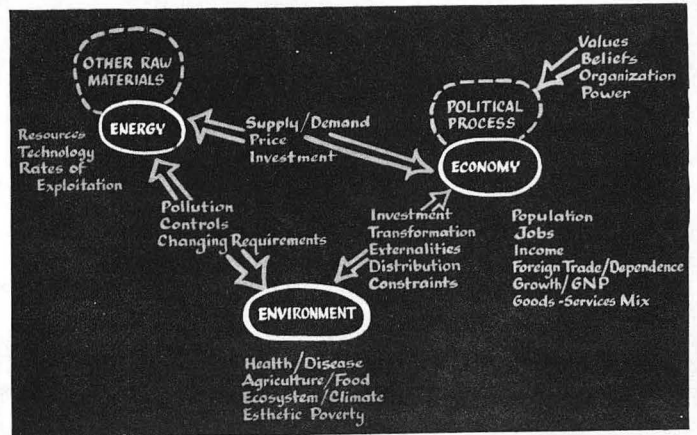 OTHER RAW
MATERIALS
ENERGY
Resources
Technology
Rates of
Exploitation
Supply/Demand
Price
Investment
Values
Beliefs
Organization
Power
POLITICAL
PROCESS
ECONOMY
Pollution
Controls
Changing Requirements
Investment
Transformation
Externalities
Distribution
Constraints
Population
Jobs
Income
Foreign Trade/Dependence
Growth/GNP
Goods-Services Mix
ENVIRONMENT
Health/Disease
Agriculture/Food
Ecosystem/Climate
Esthetic Poverty